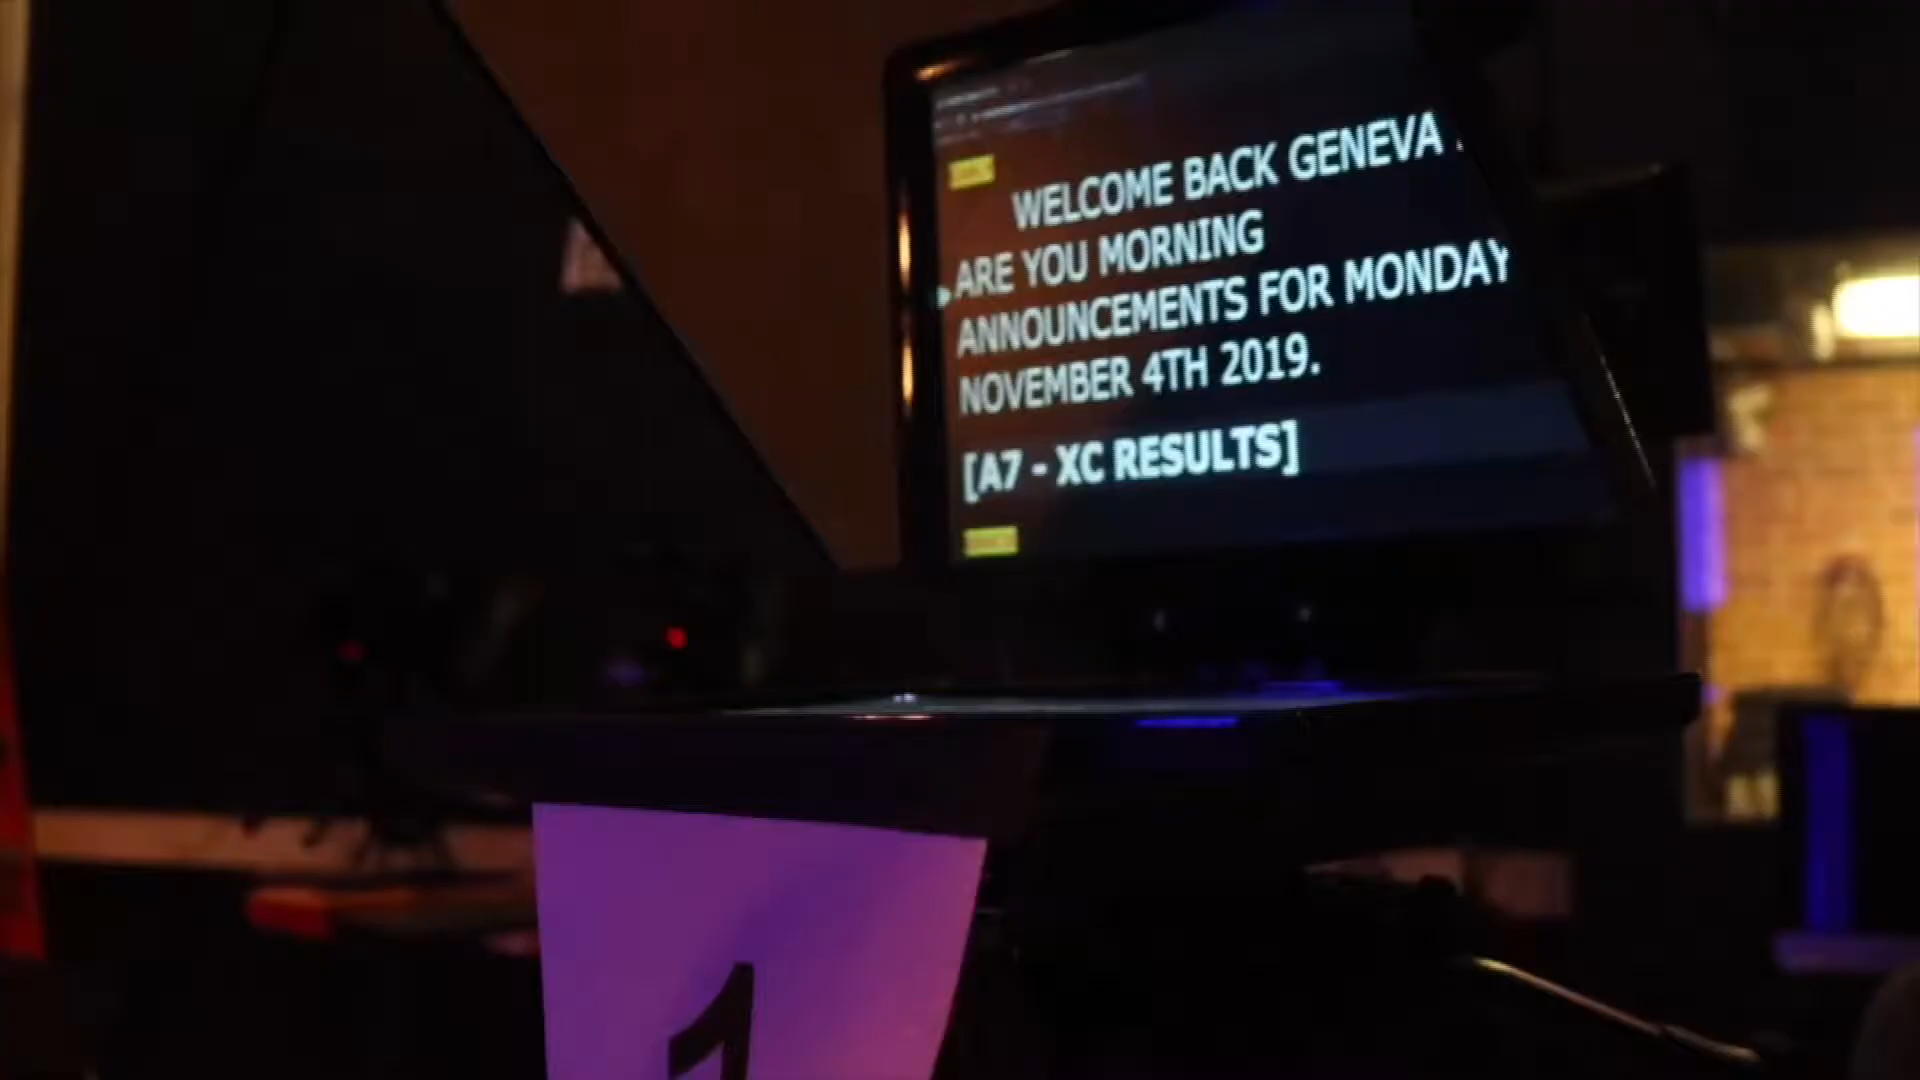 WELCOME BACK GENEVA
ARE YOU MORNING
ANNOUNCEMENTS FOR MONDAY
NOVEMBER 4TH 2019.
[A7 - XC RESULTS]
1